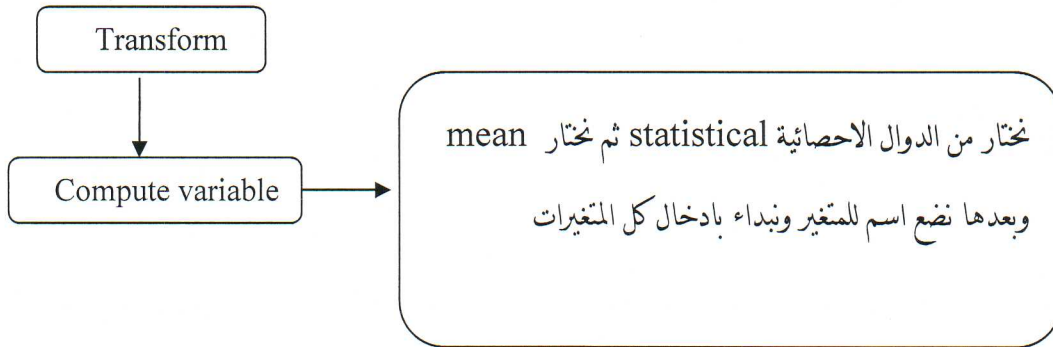 Transform
Compute variable
نختار من الدوال الاحصائية statistical ثم نختار mean
وبعدها نضع اسم للمتغير ونبداء بادخال كل المتغيرات